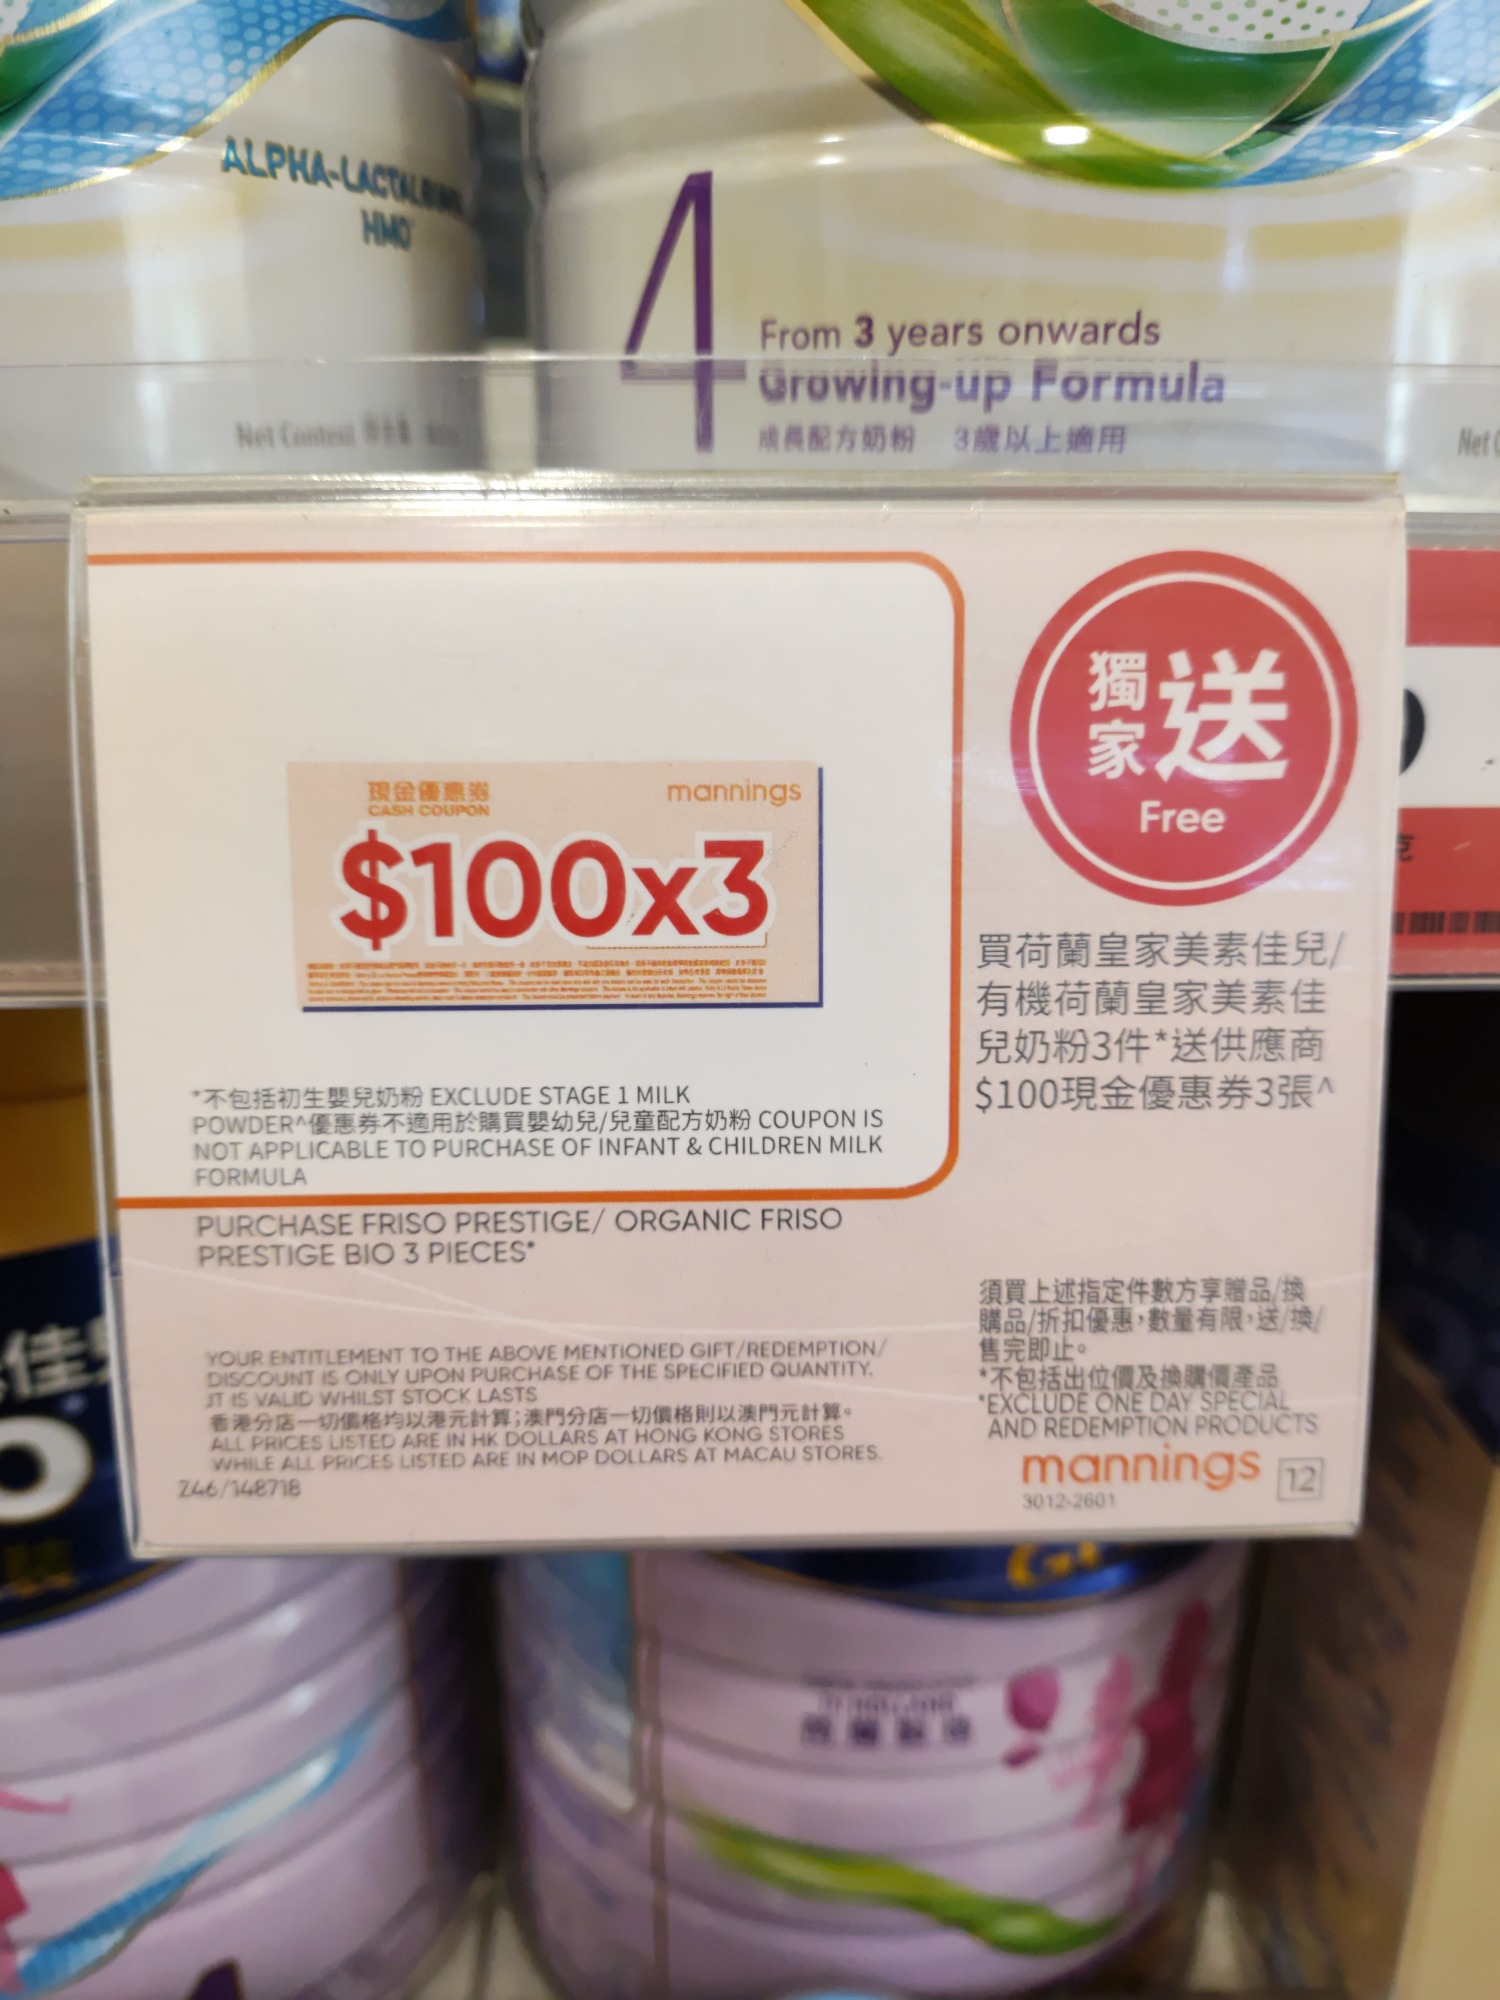 ALPHA-LACTALBUMIN
HMO
4
From 3 years onwards
Growing-up Formula
成長配方奶粉 3歲以上適用
Net Content
Net
獨家送
Free
現金優惠券
CASH COUPON
mannings
$100x3
買荷蘭皇家美素佳兒/
有機荷蘭皇家美素佳
兒奶粉3件*送供應商
$100現金優惠券3張^
*不包括初生嬰兒奶粉 EXCLUDE STAGE 1 MILK
POWDER^優惠券不適用於購買嬰幼兒/兒童配方奶粉 COUPON IS
NOT APPLICABLE TO PURCHASE OF INFANT & CHILDREN MILK
FORMULA
PURCHASE FRISO PRESTIGE/ ORGANIC FRISO
PRESTIGE BIO 3 PIECES*
須買上述指定件數方享贈品/換
購品/折扣優惠，數量有限，送/換/
售完即止。
*不包括出位價及換購價產品
*EXCLUDE ONE DAY SPECIAL
AND REDEMPTION PRODUCTS
YOUR ENTITLEMENT TO THE ABOVE MENTIONED GIFT/REDEMPTION/
DISCOUNT IS ONLY UPON PURCHASE OF THE SPECIFIED QUANTITY.
IT IS VALID WHILST STOCK LASTS
香港分店一切價格均以港元計算；澳門分店一切價格則以澳門元計算。
ALL PRICES LISTED ARE IN HK DOLLARS AT HONG KONG STORES
WHILE ALL PRICES LISTED ARE IN MOP DOLLARS AT MACAU STORES.
Z46/148718
mannings 12
3012-2601
克
佳